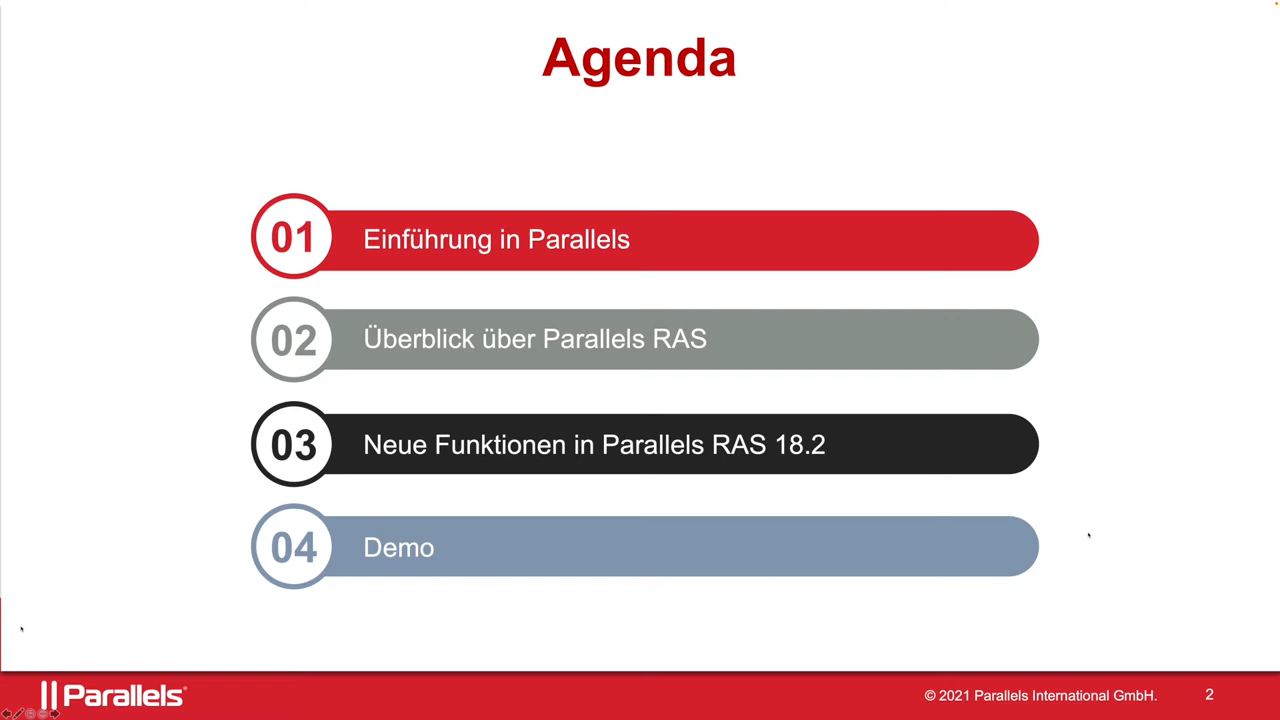 Agenda
01 Einführung in Parallels
02 Überblick über Parallels RAS
03 Neue Funktionen in Parallels RAS 18.2
04 Demo
Parallels® © 2021 Parallels International GmbH. 2